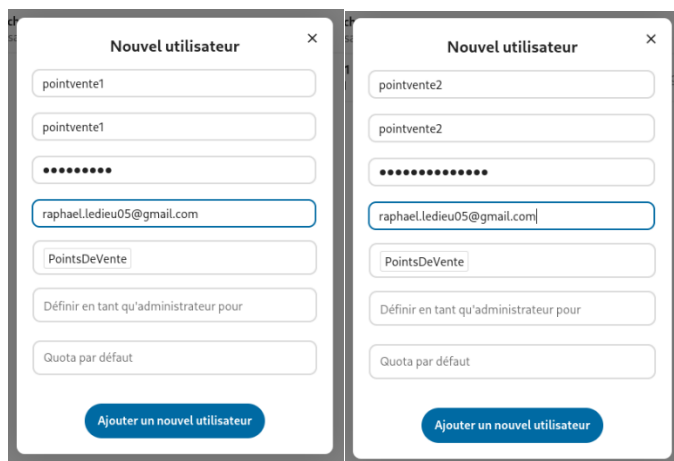 Nouvel utilisateur ×
pointvente1
pointvente1
•••••••••
raphael.ledieu05@gmail.com
PointsDeVente
Définir en tant qu'administrateur pour
Quota par défaut
Ajouter un nouvel utilisateur
Nouvel utilisateur ×
pointvente2
pointvente2
••••••••••••••
raphael.ledieu05@gmail.com
PointsDeVente
Définir en tant qu'administrateur pour
Quota par défaut
Ajouter un nouvel utilisateur